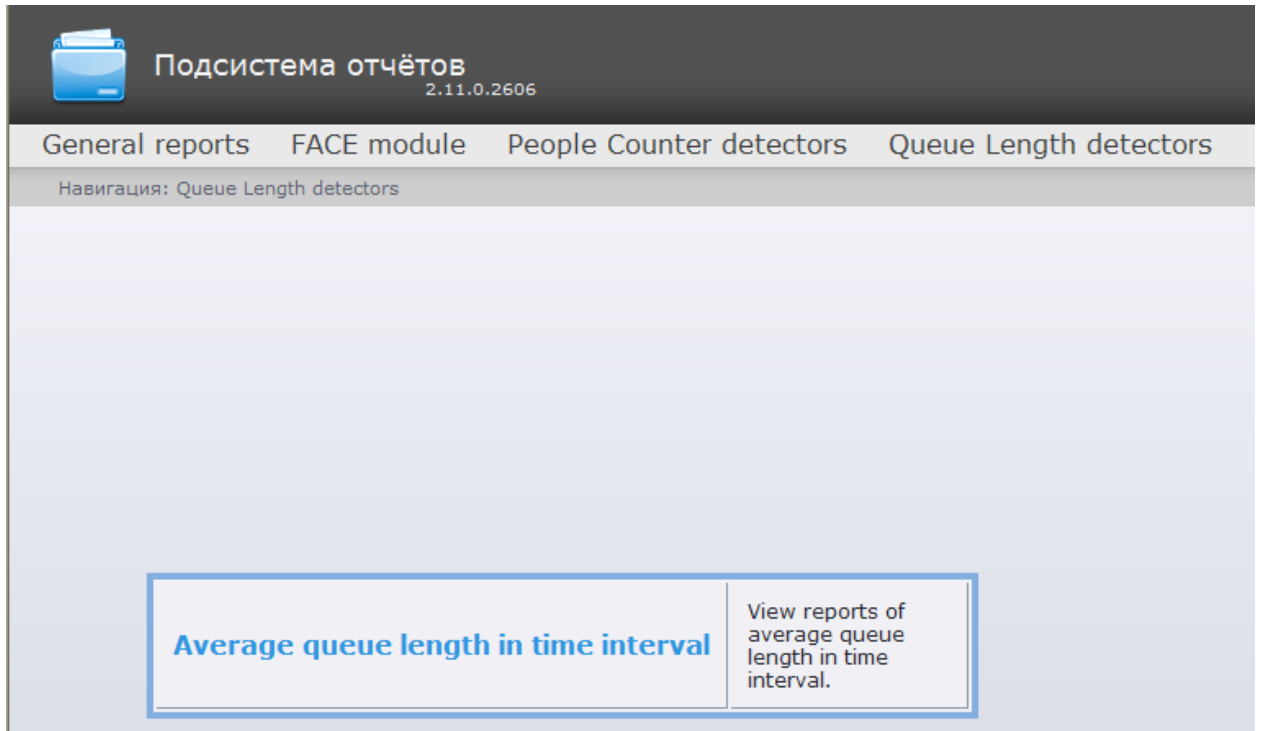 Подсистема отчётов
2.11.0.2606
General reports FACE module People Counter detectors Queue Length detectors
Навигация: Queue Length detectors
Average queue length in time interval
View reports of
average queue
length in time
interval.